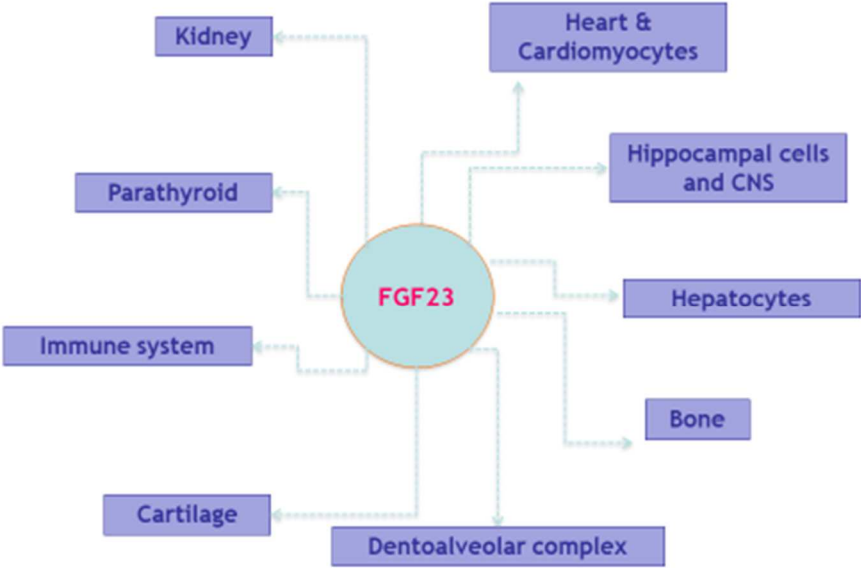 Kidney
Heart &
Cardiomyocytes
Hippocampal cells
and CNS
Parathyroid
FGF23
Hepatocytes
Immune system
Bone
Cartilage
Dentoalveolar complex